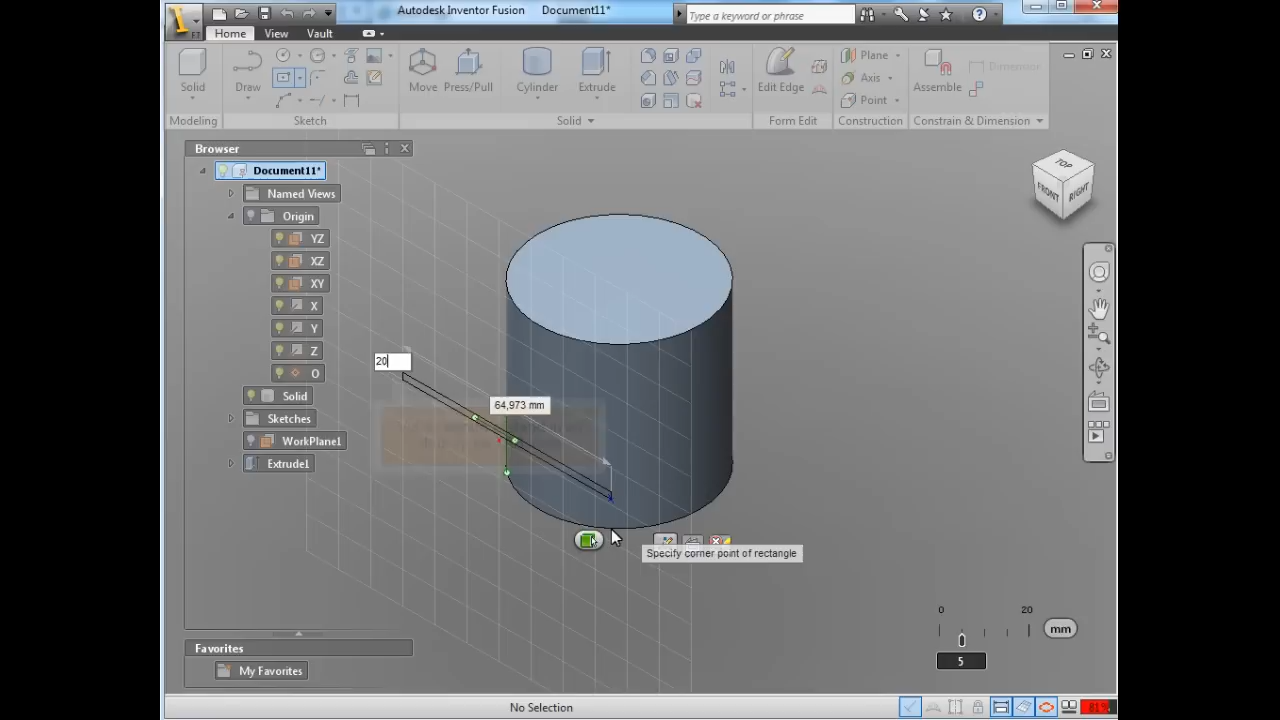 Autodesk Inventor Fusion Document11*
Type a keyword or phrase
Home View Vault
Solid
Draw
Move
Press/Pull
Cylinder
Extrude
Edit Edge
Plane
Axis
Point
Assemble
Dimension
Modeling
Sketch
Solid
Form Edit
Construction
Constrain & Dimension
Browser
Document11*
Named Views
Origin
YZ
XZ
XY
X
Y
Z
O
Solid
Sketches
WorkPlane1
Extrude1
TOP
FRONT
RIGHT
20
64,973 mm
Specify corner point of rectangle
0 20
mm
5
Favorites
My Favorites
No Selection
81%